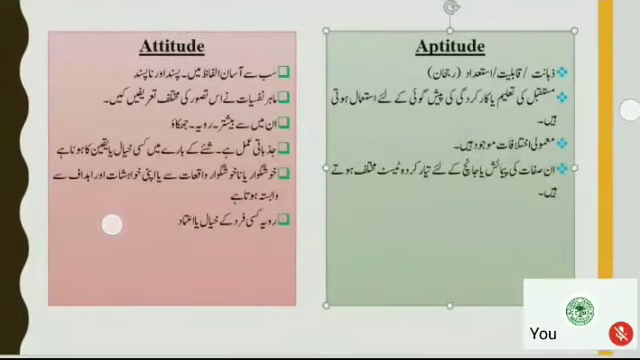 Attitude
سب سے آسان الفاظ میں۔ پسند اور ناپسند
ماہر نفسیات نے اس تصور کی مختلف تعریفیں کیں۔
ان میں سے بیشتر۔ رویہ۔ جھکاؤ
جذباتی عمل ہے۔ شئے کے بارے میں کسی خیال یا یقین کا ہونا ہے
خوشگوار یا ناخوشگوار واقعات سے یا اپنی خواہشات اور اہداف سے
وابستہ ہوتا ہے
رویہ کسی فرد کے خیال یا اعتماد
Aptitude
ذہانت / قابلیت / استعداد (رجحان)
مستقبل کی تعلیم یا کارکردگی کی پیش گوئی کے لئے استعمال ہوتی
ہیں۔
معمولی اختلافات موجود ہیں۔
ان صفات کی پیمائش یا جانچ کے لئے تیار کردہ ٹیسٹ مختلف ہوتے
ہیں۔
You